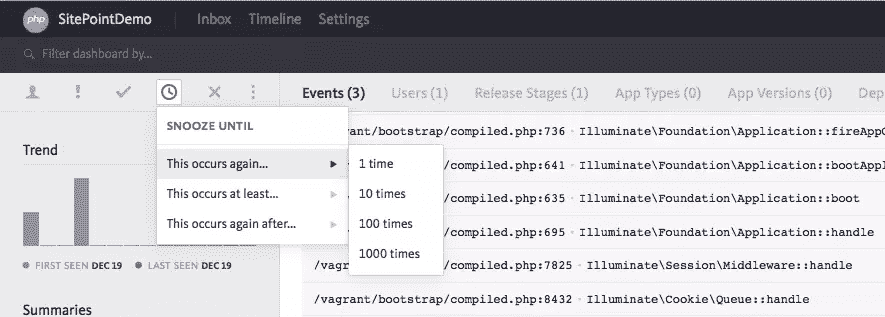 php SitePointDemo Inbox Timeline Settings
Filter dashboard by...
Events (3) Users (1) Release Stages (1) App Types (0) App Versions (0) Dep
SNOOZE UNTIL
This occurs again...
This occurs at least...
This occurs again after...
1 time
10 times
100 times
1000 times
Trend
FIRST SEEN DEC 19 LAST SEEN DEC 19
Summaries
grant/bootstrap/compiled.php:736 · Illuminate\Foundation\Application::fireAppC
compiled.php:641 · Illuminate\Foundation\Application::bootAppl
compiled.php:635 · Illuminate\Foundation\Application::boot
compiled.php:695 · Illuminate\Foundation\Application::handle
/vagrant/bootstrap/compiled.php:7825 · Illuminate\Session\Middleware::handle
/vagrant/bootstrap/compiled.php:8432 · Illuminate\Cookie\Queue::handle